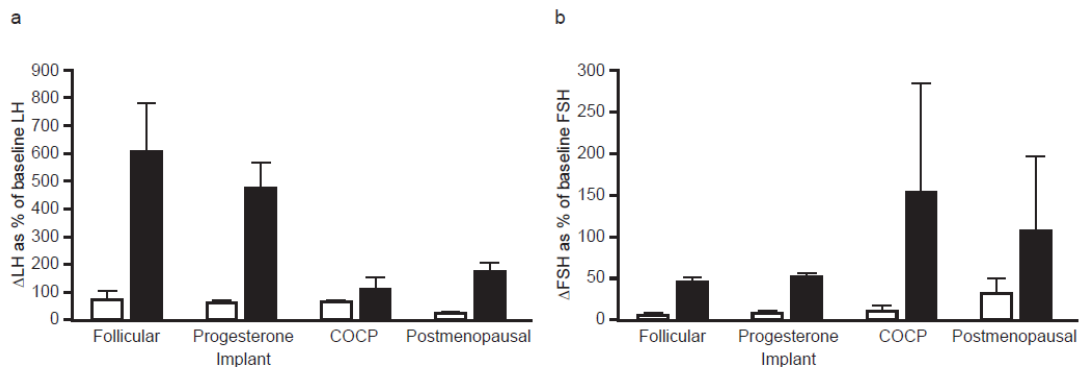 a
ΔLH as % of baseline LH
900
800
700
600
500
400
300
200
100
0
Follicular
Progesterone
Implant
COCP
Postmenopausal
b
ΔFSH as % of baseline FSH
300
250
200
150
100
50
0
Follicular
Progesterone
Implant
COCP
Postmenopausal